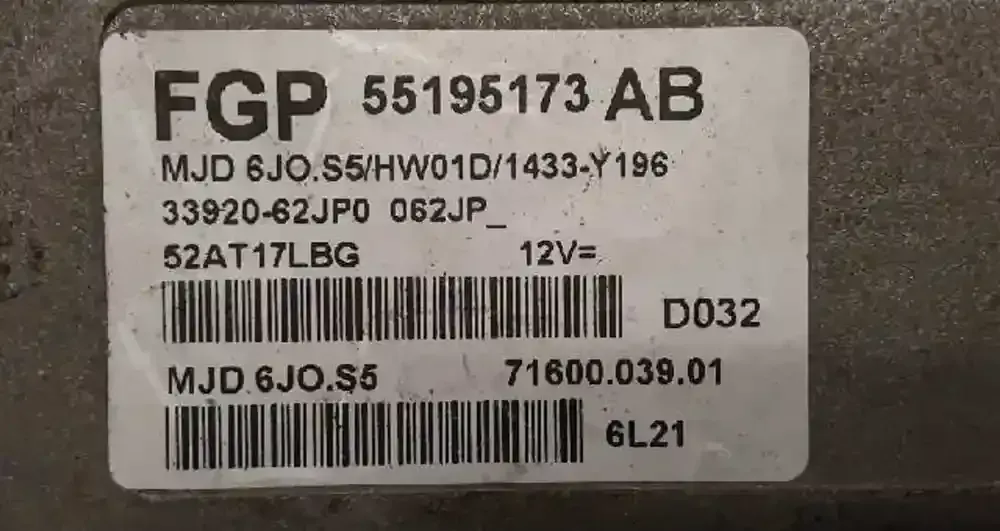 FGP 55195173 AB
MJD 6JO.S5/HW01D/1433-Y196
33920-62JP0 062JP_
52AT17LBG 12V=
D032
MJD 6JO.S5 71600.039.01
6L21